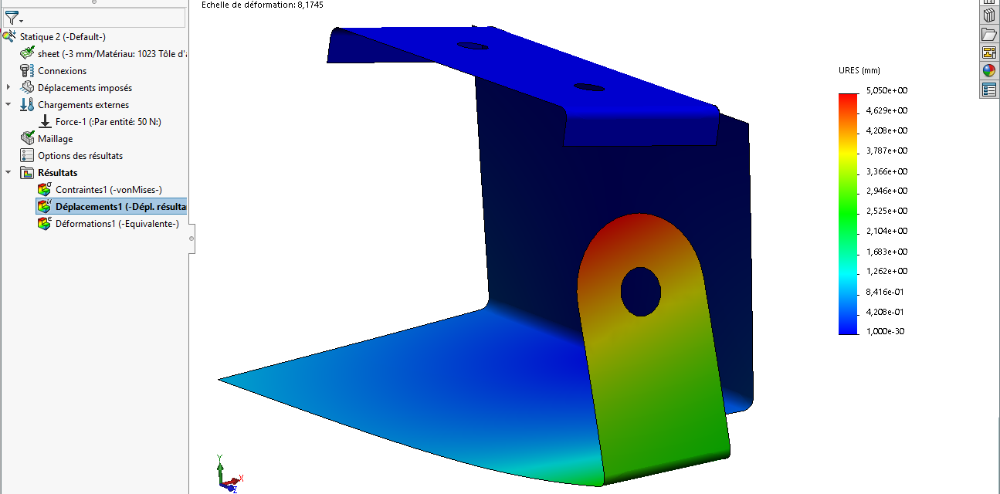 Echelle de déformation: 8,1745
Statique 2 (-Default-)
sheet (-3 mm/Matériau: 1023 Tôle d'a
Connexions
Déplacements imposés
Chargements externes
Force-1 (:Par entité: 50 N:)
Maillage
Options des résultats
Résultats
Contraintes1 (-vonMises-)
Déplacements1 (-Dépl. résulta
Déformations1 (-Equivalente-)
URES (mm)
5,050e+00
4,629e+00
4,208e+00
3,787e+00
3,366e+00
2,946e+00
2,525e+00
2,104e+00
1,683e+00
1,262e+00
8,416e-01
4,208e-01
1,000e-30
Y
X
Z